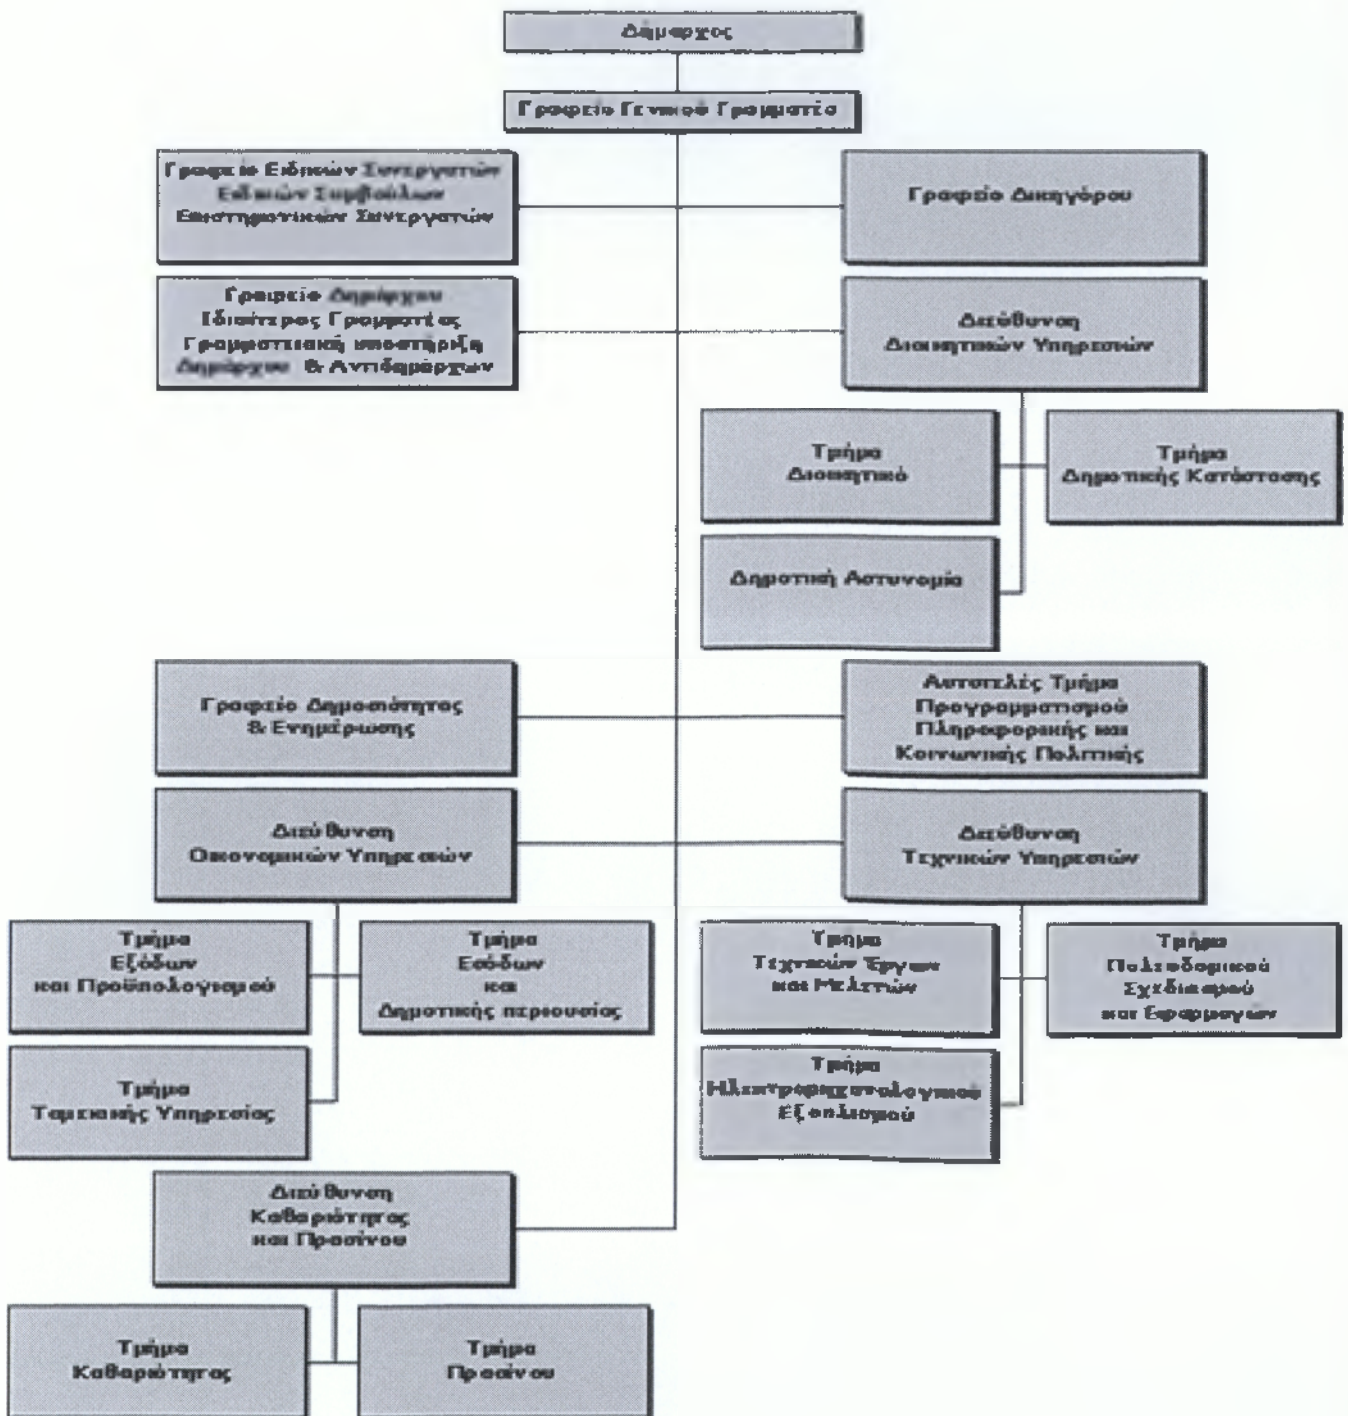 Δήμαρχος
Γραφείο Γενικού Γραμματέα
Γραφείο Ειδικών Συνεργατών
Ειδικών Συμβούλων
Επιστημονικών Συνεργατών
Γραφείο Δικηγόρου
Γραφείο Δημάρχου
Ιδιαίτερος Γραμματέας
Γραμματειακή υποστήριξη
Δημάρχου & Αντιδημάρχων
Διεύθυνση
Διοικητικών Υπηρεσιών
Τμήμα
Διοικητικό
Τμήμα
Δημοτικής Κατάστασης
Δημοτική Αστυνομία
Γραφείο Δημοσιότητας
& Ενημέρωσης
Αυτοτελές Τμήμα
Προγραμματισμού
Πληροφορικής και
Κοινωνικής Πολιτικής
Διεύθυνση
Οικονομικών Υπηρεσιών
Διεύθυνση
Τεχνικών Υπηρεσιών
Τμήμα
Εξόδων
και Προϋπολογισμού
Τμήμα
Εσόδων
και
Δημοτικής περιουσίας
Τμήμα
Τεχνικών Έργων
και Μελετών
Τμήμα
Πολεοδομικού
Σχεδιασμού
και Εφαρμογών
Τμήμα
Ταμειακής Υπηρεσίας
Τμήμα
Ηλεκτρομηχανολογικού
Εξοπλισμού
Διεύθυνση
Καθαριότητας
και Πρασίνου
Τμήμα
Καθαριότητας
Τμήμα
Πρασίνου